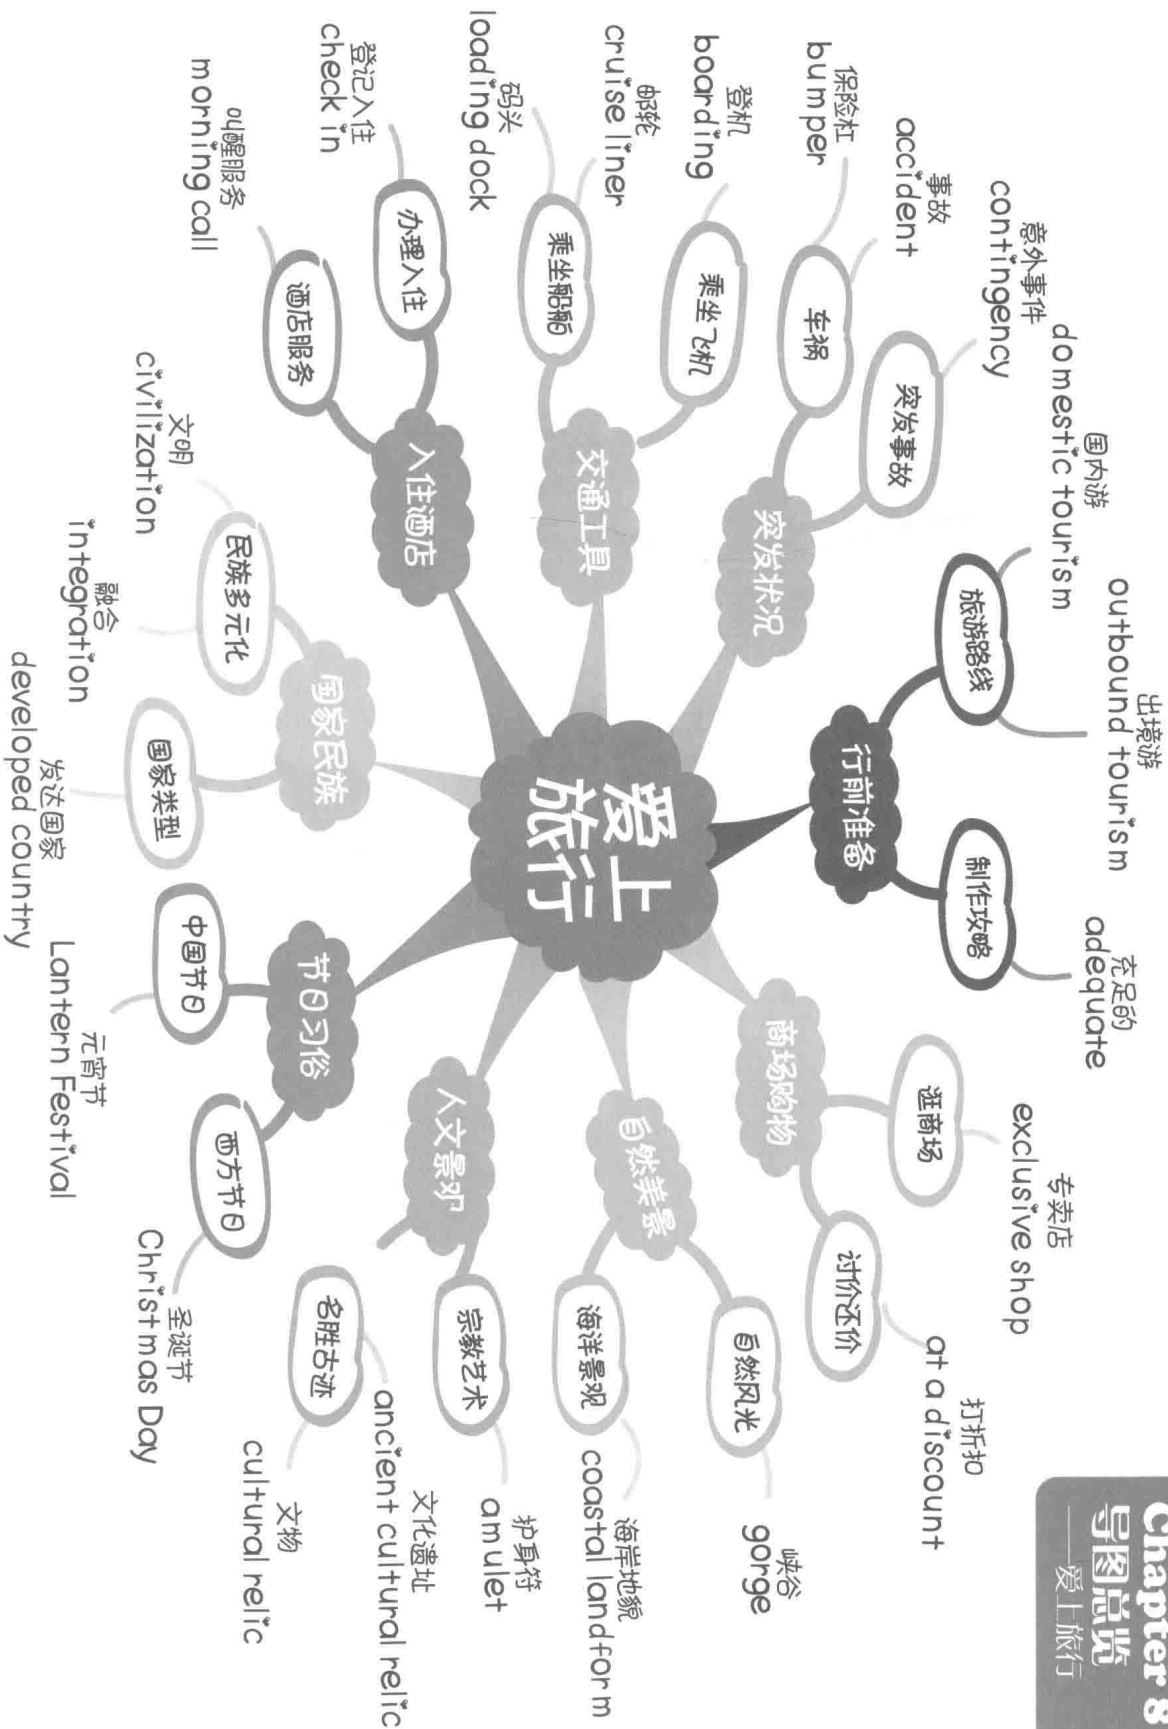 Chapter 8
导图总览
——爱上旅行
爱上
旅行
行前准备
旅游路线
国内游
domestic tourism
出境游
outbound tourism
制作攻略
充足的
adequate
商场购物
逛商场
专卖店
exclusive shop
讨价还价
打折扣
at a discount
自然美景
自然风光
峡谷
gorge
海洋景观
海岸地貌
coastal landform
人文景观
宗教艺术
护身符
amulet
名胜古迹
文化遗址
ancient cultural relic
文物
cultural relic
节日习俗
西方节日
圣诞节
Christmas Day
中国节日
元宵节
Lantern Festival
国家民族
国家类型
发达国家
developed country
民族多元化
融合
integration
文明
civilization
入住酒店
酒店服务
叫醒服务
morning call
办理入住
登记入住
check in
交通工具
乘坐船舶
码头
loading dock
邮轮
cruise liner
乘坐飞机
登机
boarding
突发状况
车祸
保险杠
bumper
事故
accident
突发事故
意外事件
contingency